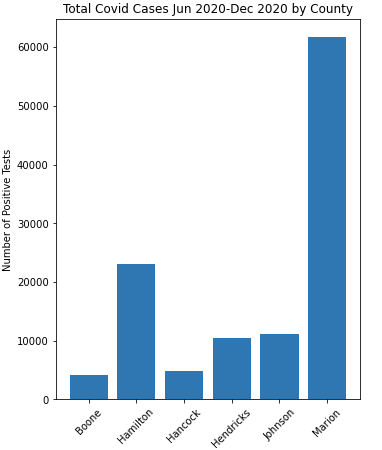 Total Covid Cases Jun 2020-Dec 2020 by County
Number of Positive Tests
60000
50000
40000
30000
20000
10000
0
Boone
Hamilton
Hancock
Hendricks
Johnson
Marion